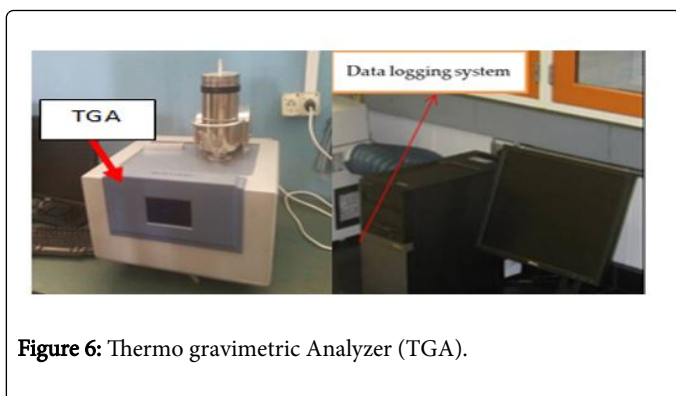 TGA
Data logging system
Figure 6: Thermo gravimetric Analyzer (TGA).